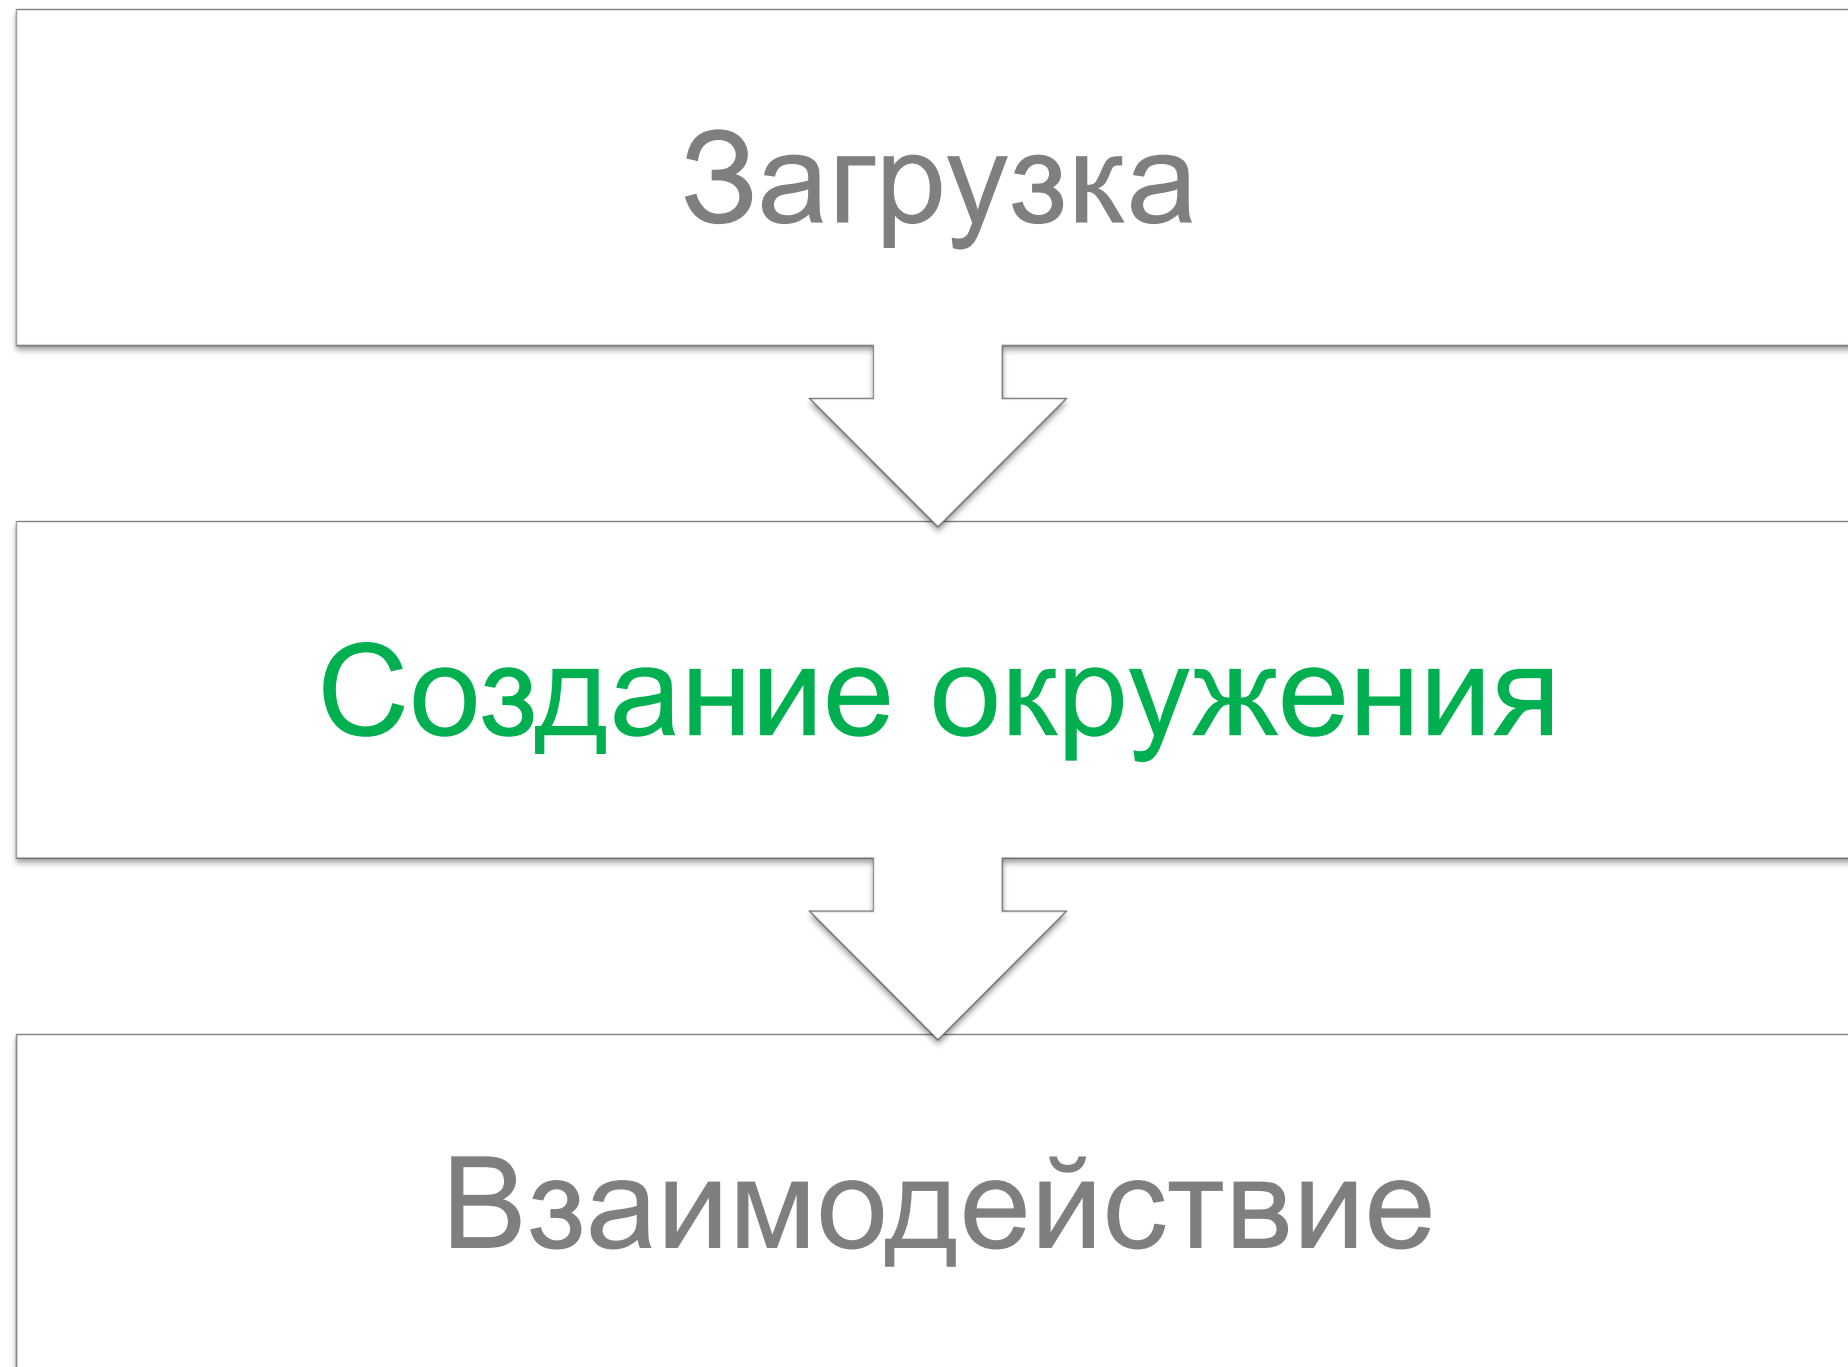 Загрузка
Создание окружения
Взаимодействие